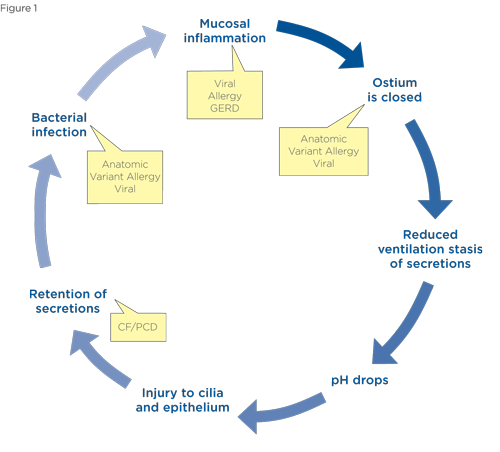 Figure 1
Mucosal
inflammation
Viral
Allergy
GERD
Ostium
is closed
Anatomic
Variant Allergy
Viral
Reduced
ventilation stasis
of secretions
pH drops
Injury to cilia
and epithelium
Retention of
secretions
CF/PCD
Bacterial
infection
Anatomic
Variant Allergy
Viral